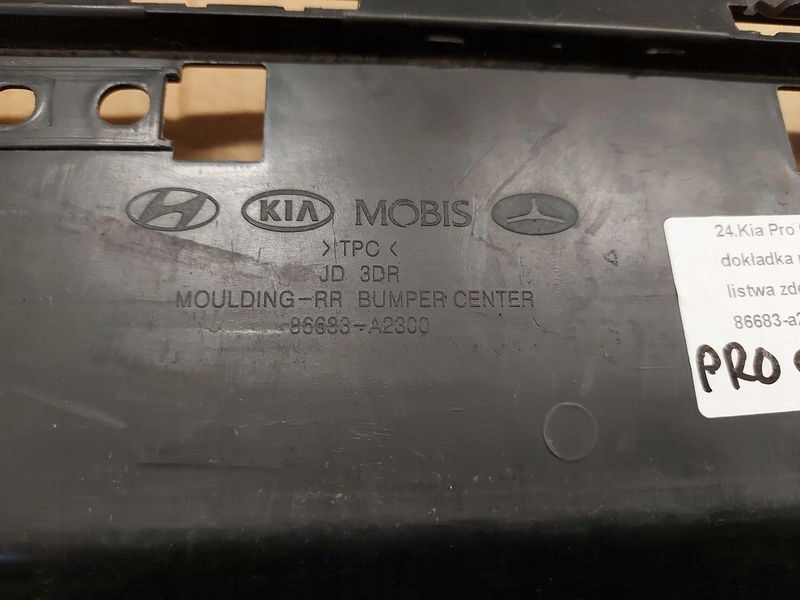 KIA MOBIS
>TPC<
JD 3DR
MOULDING-RR BUMPER CENTER
86683-A2300
24.Kia Pro
dokładka
listwa
86683-a2
PRO